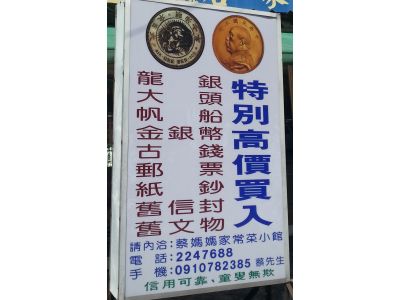 特別高價買入
龍銀
大頭
帆船
金銀幣
古錢
郵票
紙鈔
舊信封
舊文物
請內洽：蔡媽媽家常菜小館
電話：2247688
手機：0910782385 蔡先生
信用可靠、童叟無欺